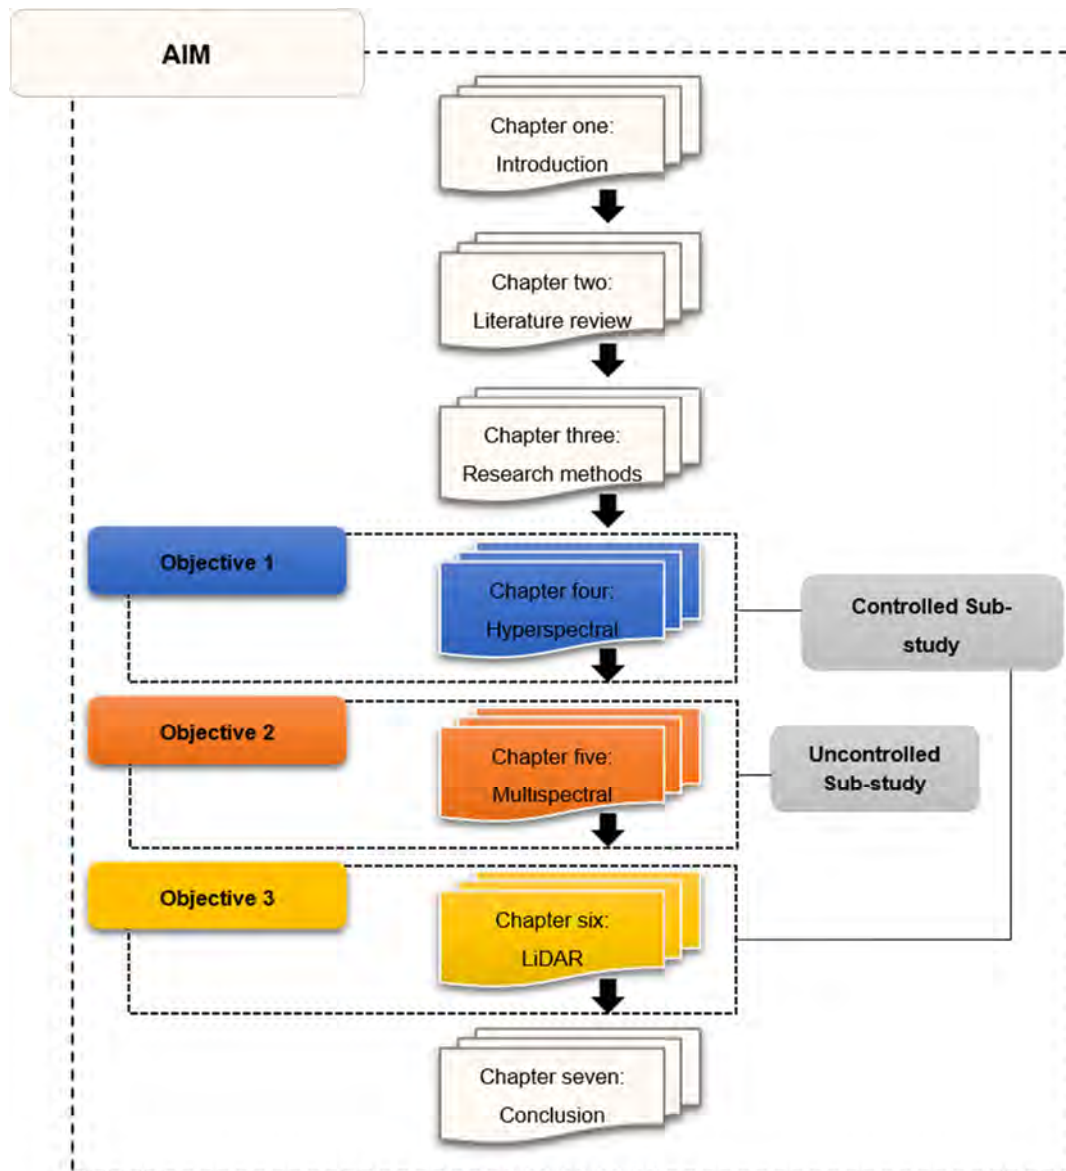 AIM
Chapter one:
Introduction
Chapter two:
Literature review
Chapter three:
Research methods
Objective 1
Chapter four:
Hyperspectral
Controlled Sub-
study
Objective 2
Chapter five:
Multispectral
Uncontrolled
Sub-study
Objective 3
Chapter six:
LiDAR
Chapter seven:
Conclusion